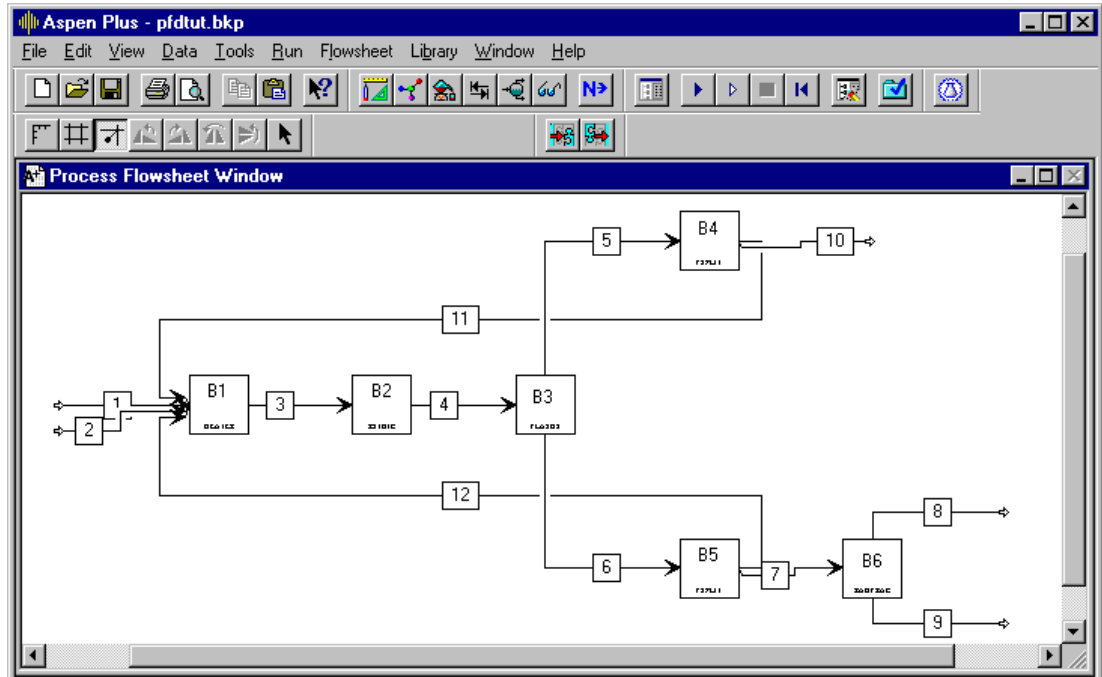 Aspen Plus - pfdtut.bkp
File Edit View Data Tools Run Flowsheet Library Window Help
N
Process Flowsheet Window
B4
5
10
11
B1
B2
B3
1
3
4
2
12
8
B5
B6
6
7
9